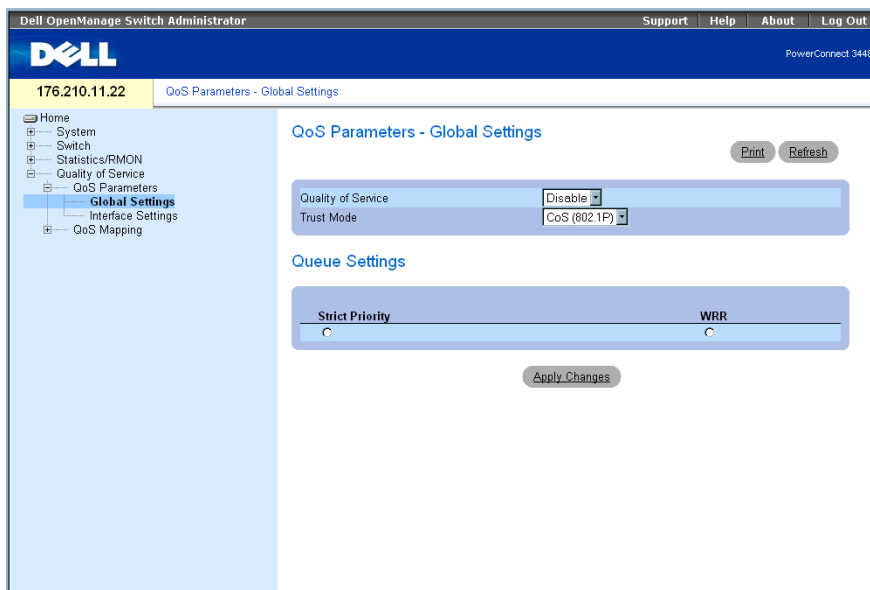 Dell OpenManage Switch Administrator
Support | Help | About | Log Out
DELL
PowerConnect 3448
176.210.11.22
QoS Parameters - Global Settings
Home
System
Switch
Statistics/RMON
Quality of Service
QoS Parameters
Global Settings
Interface Settings
QoS Mapping
QoS Parameters - Global Settings
Print
Refresh
Quality of Service
Disable
Trust Mode
CoS (802.1P)
Queue Settings
Strict Priority
WRR
Apply Changes